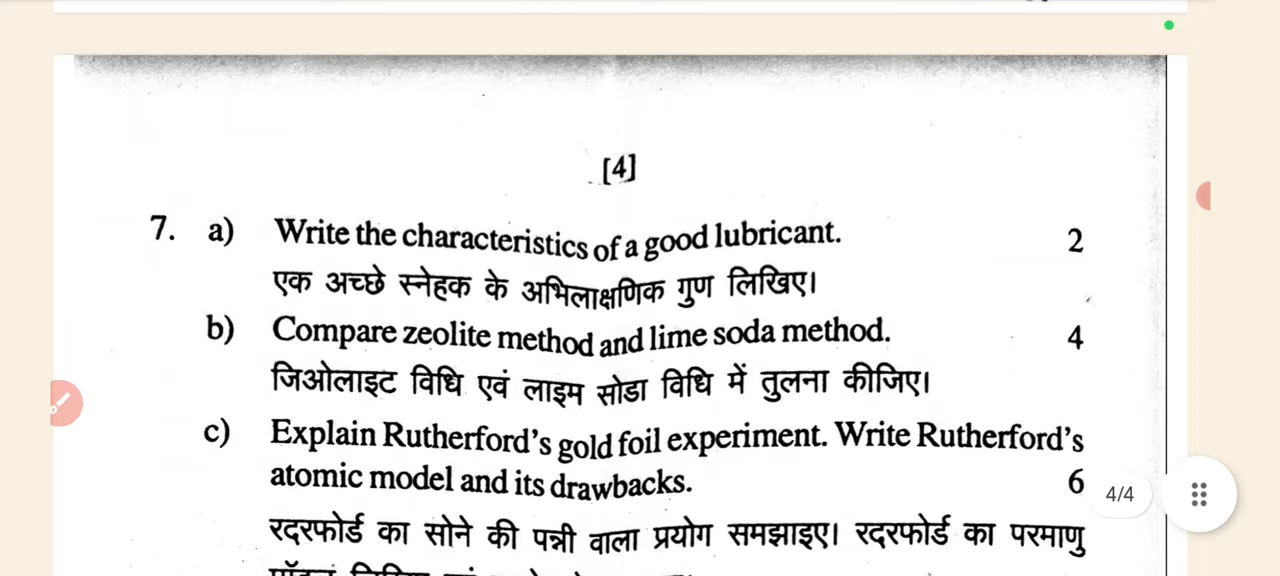 [4]
7. a) Write the characteristics of a good lubricant. 2
एक अच्छे स्नेहक के अभिलाक्षणिक गुण लिखिए।
b) Compare zeolite method and lime soda method. 4
जिओलाइट विधि एवं लाइम सोडा विधि में तुलना कीजिए।
c) Explain Rutherford's gold foil experiment. Write Rutherford's
atomic model and its drawbacks. 6
4/4
रदरफोर्ड का सोने की पन्नी वाला प्रयोग समझाइए। रदरफोर्ड का परमाणु